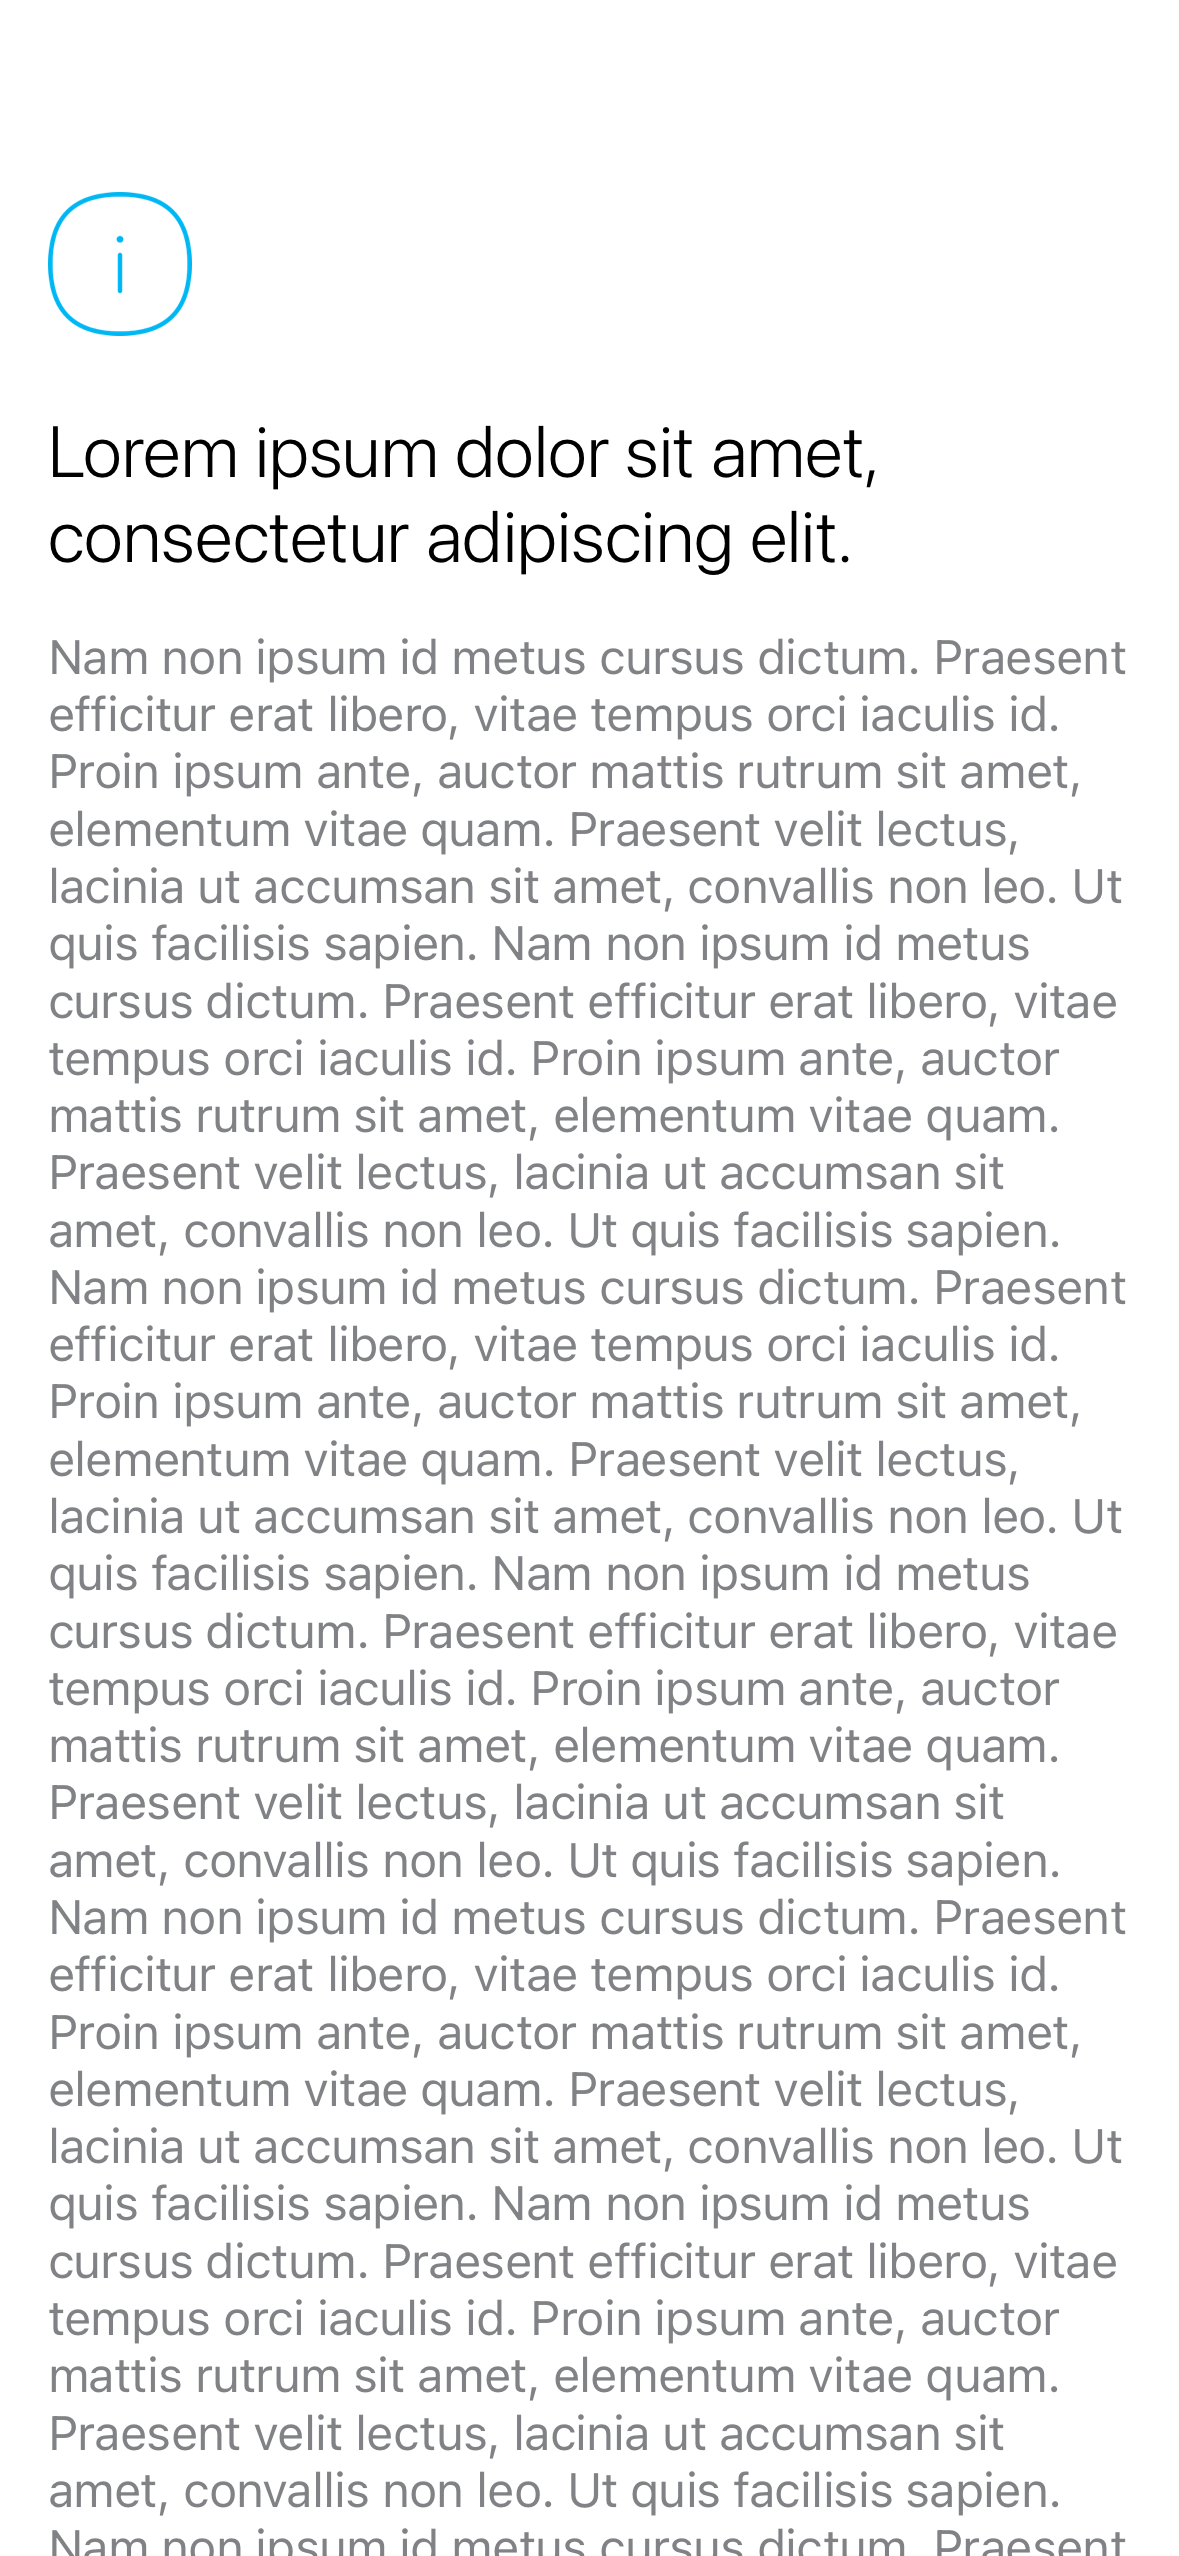 i
Lorem ipsum dolor sit amet,
consectetur adipiscing elit.
Nam non ipsum id metus cursus dictum. Praesent
efficitur erat libero, vitae tempus orci iaculis id.
Proin ipsum ante, auctor mattis rutrum sit amet,
elementum vitae quam. Praesent velit lectus,
lacinia ut accumsan sit amet, convallis non leo. Ut
quis facilisis sapien. Nam non ipsum id metus
cursus dictum. Praesent efficitur erat libero, vitae
tempus orci iaculis id. Proin ipsum ante, auctor
mattis rutrum sit amet, elementum vitae quam.
Praesent velit lectus, lacinia ut accumsan sit
amet, convallis non leo. Ut quis facilisis sapien.
Nam non ipsum id metus cursus dictum. Praesent
efficitur erat libero, vitae tempus orci iaculis id.
Proin ipsum ante, auctor mattis rutrum sit amet,
elementum vitae quam. Praesent velit lectus,
lacinia ut accumsan sit amet, convallis non leo. Ut
quis facilisis sapien. Nam non ipsum id metus
cursus dictum. Praesent efficitur erat libero, vitae
tempus orci iaculis id. Proin ipsum ante, auctor
mattis rutrum sit amet, elementum vitae quam.
Praesent velit lectus, lacinia ut accumsan sit
amet, convallis non leo. Ut quis facilisis sapien.
Nam non ipsum id metus cursus dictum. Praesent
efficitur erat libero, vitae tempus orci iaculis id.
Proin ipsum ante, auctor mattis rutrum sit amet,
elementum vitae quam. Praesent velit lectus,
lacinia ut accumsan sit amet, convallis non leo. Ut
quis facilisis sapien. Nam non ipsum id metus
cursus dictum. Praesent efficitur erat libero, vitae
tempus orci iaculis id. Proin ipsum ante, auctor
mattis rutrum sit amet, elementum vitae quam.
Praesent velit lectus, lacinia ut accumsan sit
amet, convallis non leo. Ut quis facilisis sapien.
Nam non ipsum id metus cursus dictum. Praesent